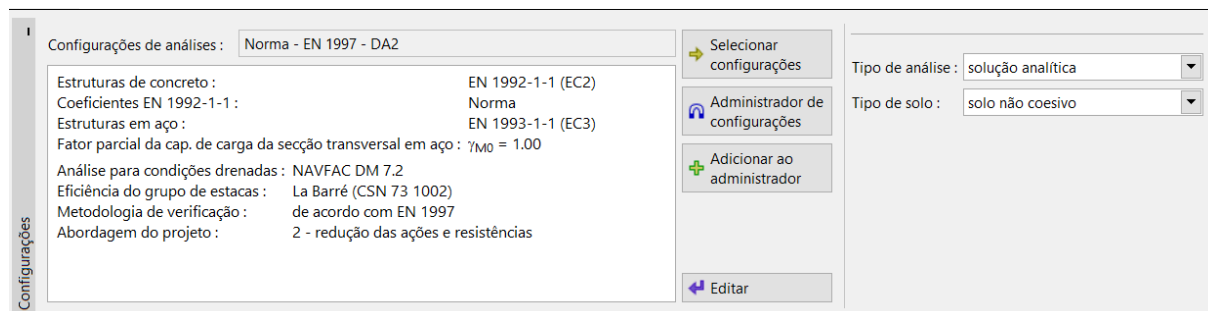 Configurações
Configurações de análises :
Norma - EN 1997 - DA2
Estruturas de concreto : EN 1992-1-1 (EC2)
Coeficientes EN 1992-1-1 : Norma
Estruturas em aço : EN 1993-1-1 (EC3)
Fator parcial da cap. de carga da secção transversal em aço : γM0 = 1.00
Análise para condições drenadas : NAVFAC DM 7.2
Eficiência do grupo de estacas : La Barré (CSN 73 1002)
Metodologia de verificação : de acordo com EN 1997
Abordagem do projeto : 2 - redução das ações e resistências
Selecionar
configurações
Administrador de
configurações
Adicionar ao
administrador
Editar
Tipo de análise : solução analítica
Tipo de solo : solo não coesivo